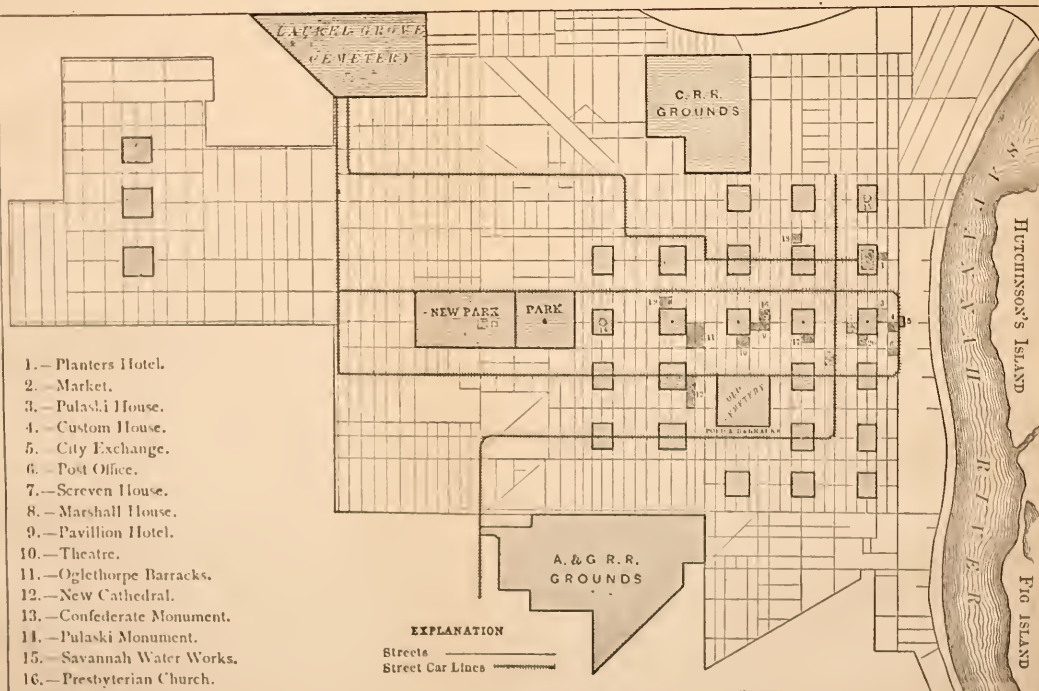 LAUREL GROVE
CEMETERY
C. R. R.
GROUNDS
NEW PARK
PARK
OLD
CEMETERY
POLICE BARRACKS
A. & G R. R.
GROUNDS
SAVANNAH RIVER
HUTCHINSON'S ISLAND
FIG ISLAND
1.—Planters Hotel.
2.—Market.
3.—Pulaski House.
4.—Custom House.
5.—City Exchange.
6.—Post Office.
7.—Screven House.
8.—Marshall House.
9.—Pavillion Hotel.
10.—Theatre.
11.—Oglethorpe Barracks.
12.—New Cathedral.
13.—Confederate Monument.
14.—Pulaski Monument.
15.—Savannah Water Works.
16.—Presbyterian Church.
EXPLANATION
Streets
Street Car Lines